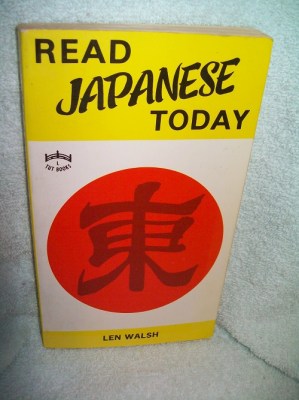 READ
JAPANESE
TODAY
TUT BOOKS
東
LEN WALSH